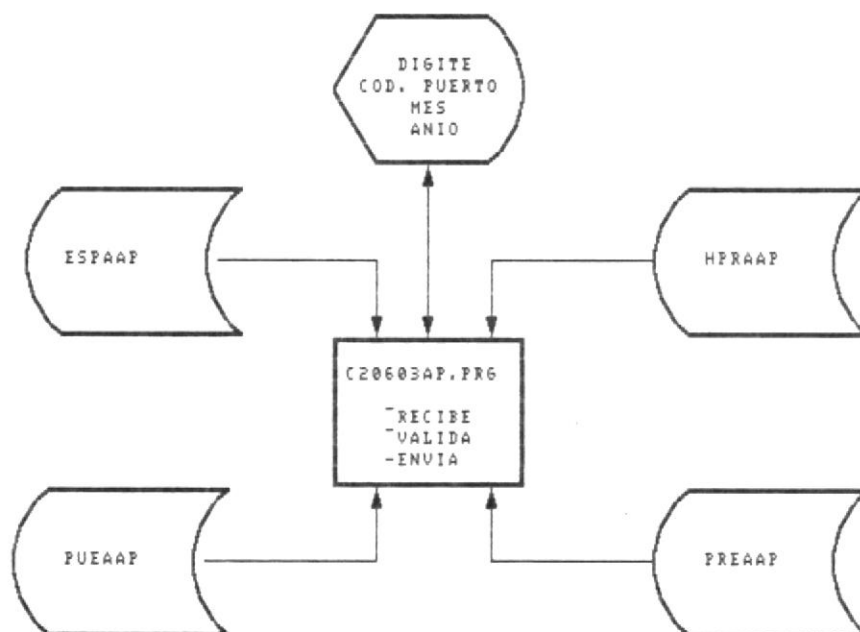 DIGITE
COD. PUERTO
MES
ANIO
ESPAAP
HPRAAP
C20603AP.PRG
-RECIBE
-VALIDA
-ENVIA
PUEAAP
PREAAP